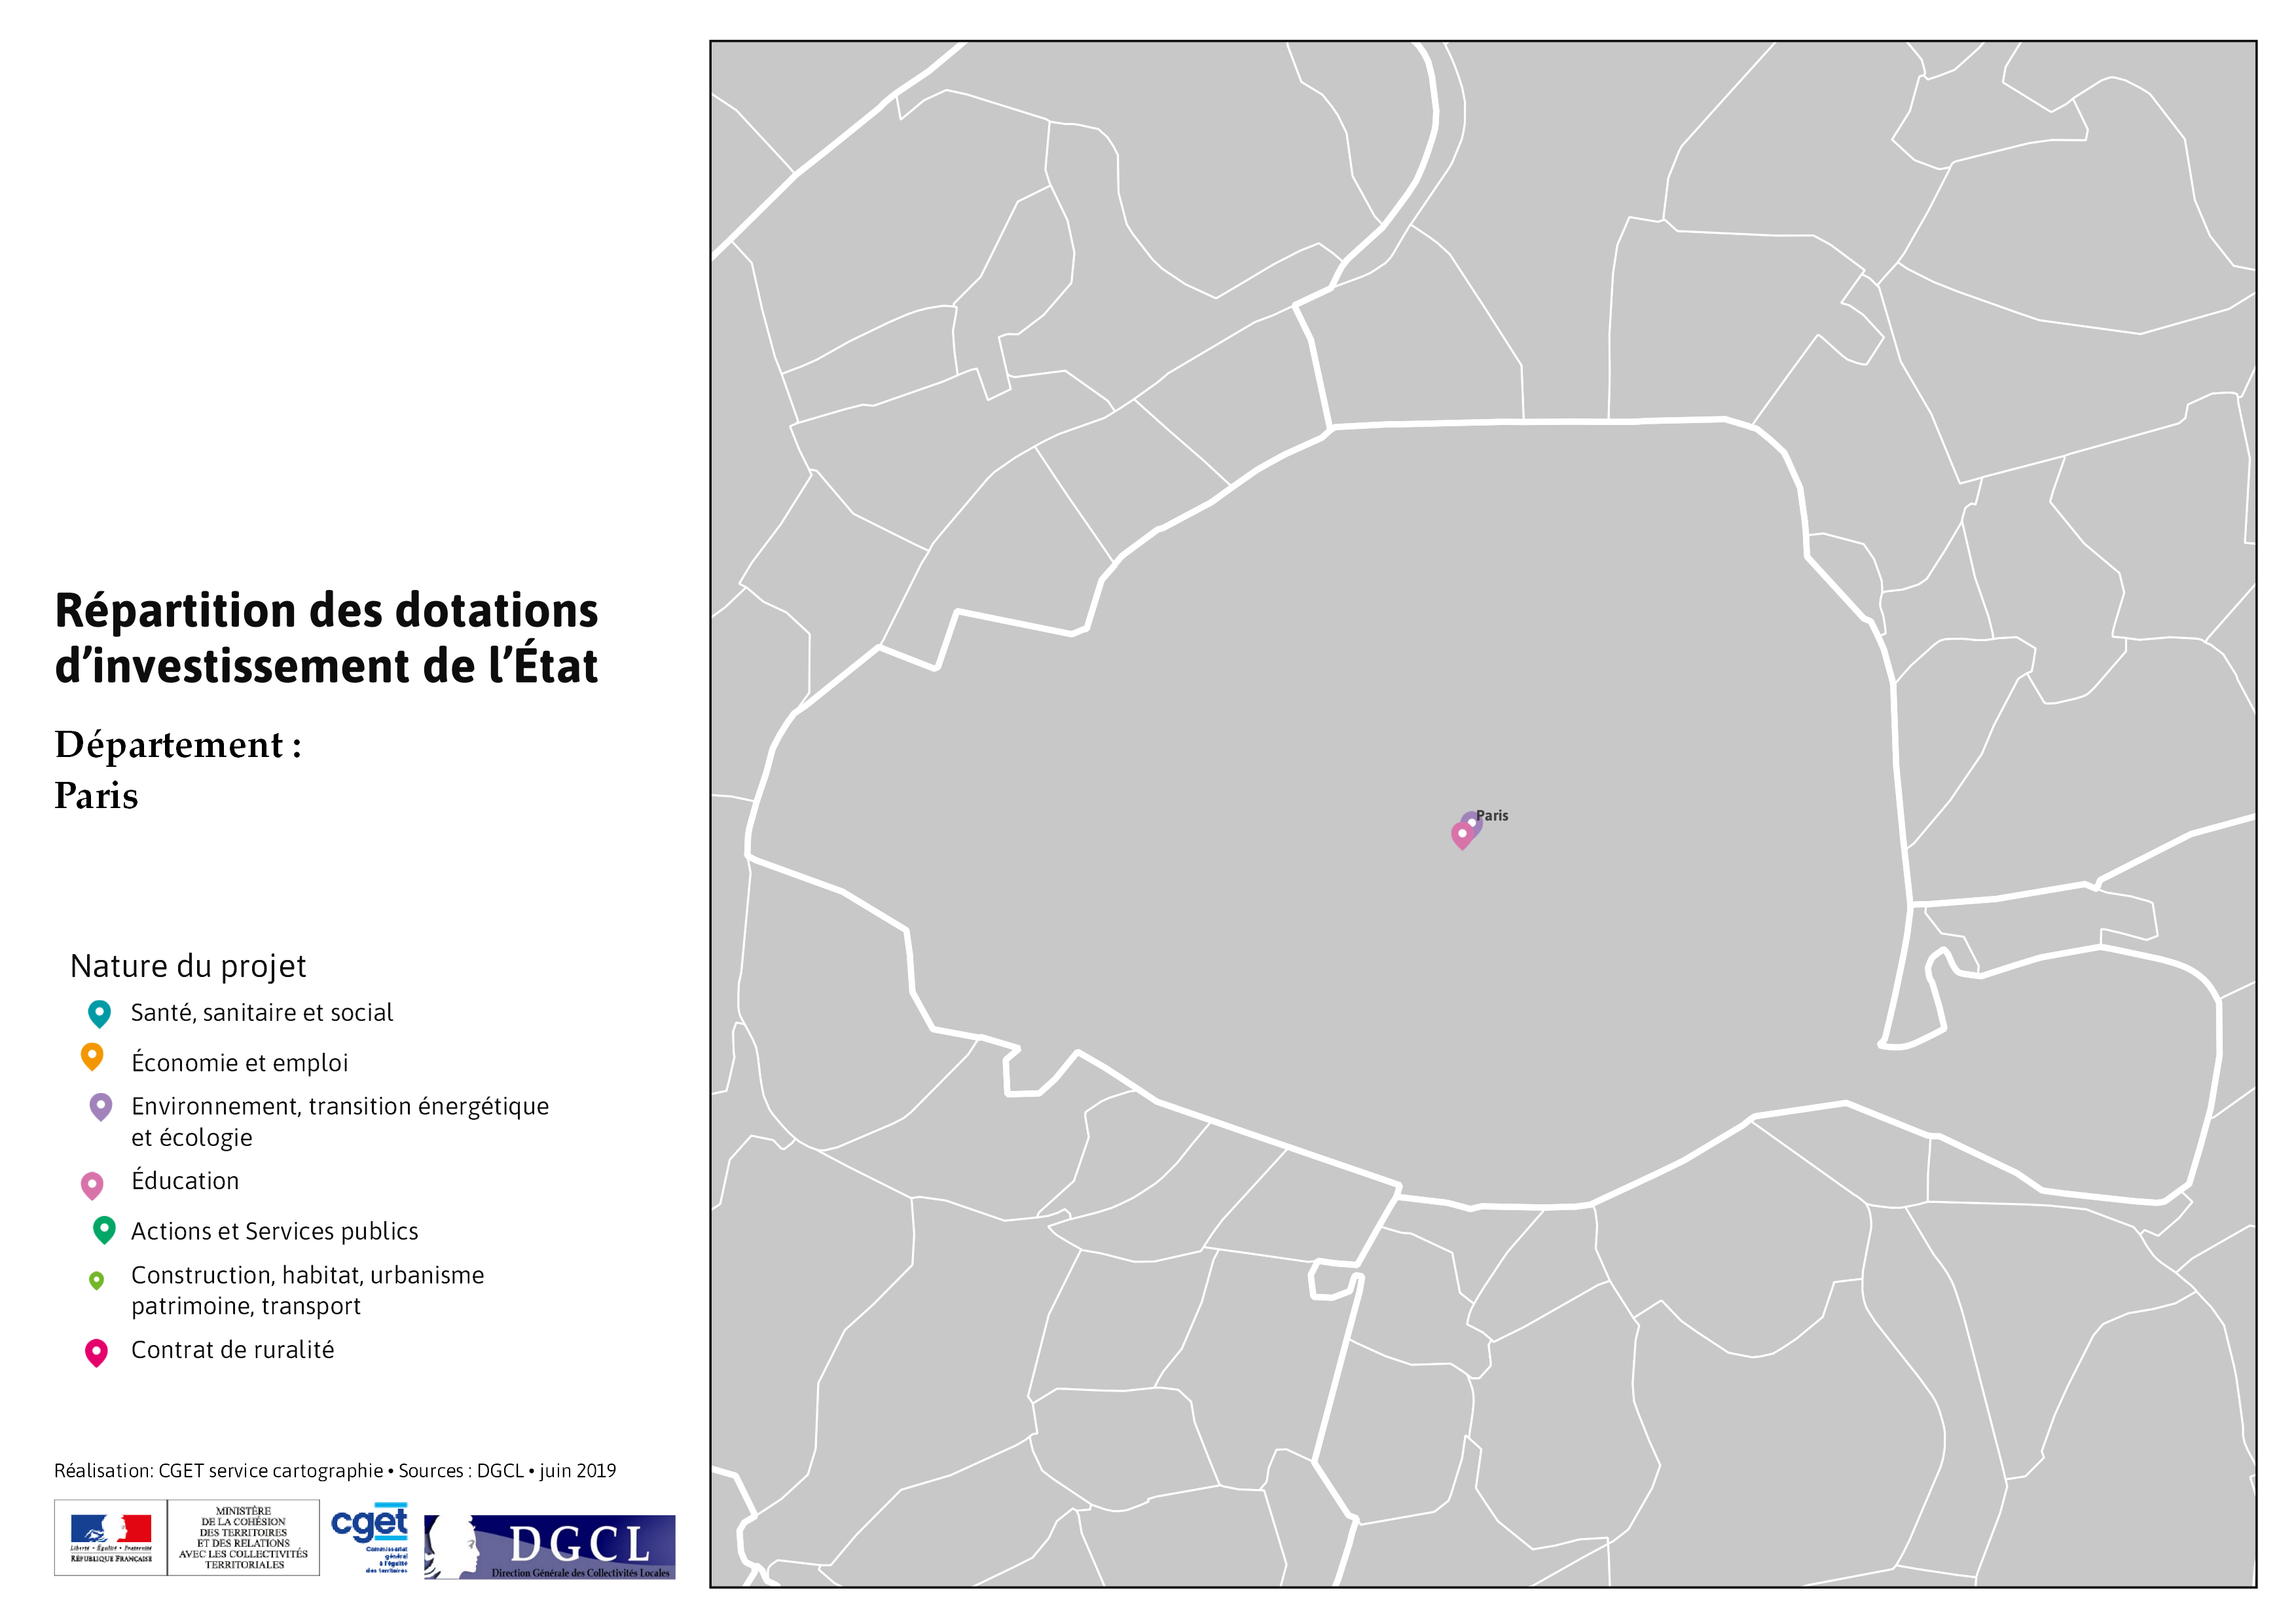 Répartition des dotations
d’investissement de l’État
Département :
Paris
Nature du projet
Santé, sanitaire et social
Économie et emploi
Environnement, transition énergétique
et écologie
Éducation
Actions et Services publics
Construction, habitat, urbanisme
patrimoine, transport
Contrat de ruralité
Réalisation: CGET service cartographie • Sources : DGCL • juin 2019
Liberté • Égalité • Fraternité
RÉPUBLIQUE FRANÇAISE
MINISTÈRE
DE LA COHÉSION
DES TERRITOIRES
ET DES RELATIONS
AVEC LES COLLECTIVITÉS
TERRITORIALES
cget
Commissariat
général
à l'égalité
des territoires
DGCL
Direction Générale des Collectivités Locales
Paris